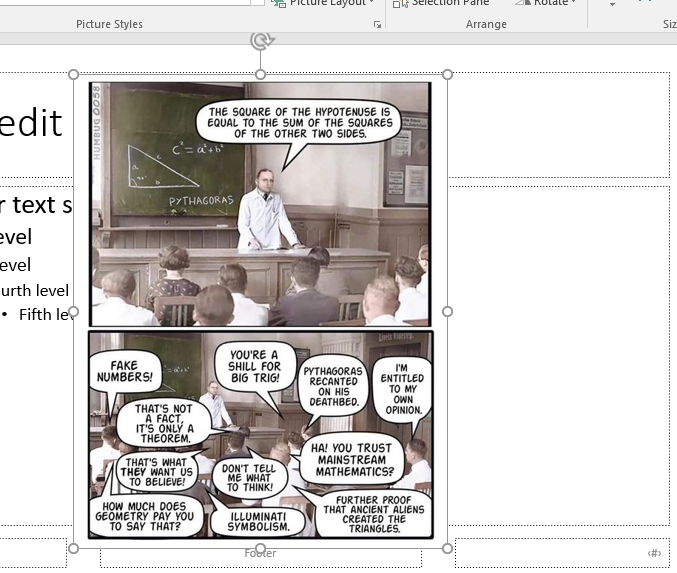 Picture Layout
Selection Pane
Rotate
Picture Styles
Arrange
Siz
edit
r text s
evel
evel
urth level
• Fifth lev
HUMBUG 0058
THE SQUARE OF THE HYPOTENUSE IS
EQUAL TO THE SUM OF THE SQUARES
OF THE OTHER TWO SIDES.
c² = a² + b²
a
c
90°
b
PYTHAGORAS
FAKE
NUMBERS!
YOU'RE A
SHILL FOR
BIG TRIG!
PYTHAGORAS
RECANTED
ON HIS
DEATHBED.
I'M
ENTITLED
TO MY
OWN
OPINION.
THAT'S NOT
A FACT,
IT'S ONLY A
THEOREM.
HA! YOU TRUST
MAINSTREAM
MATHEMATICS?
THAT'S WHAT
THEY WANT US
TO BELIEVE!
DON'T TELL
ME WHAT
TO THINK!
HOW MUCH DOES
GEOMETRY PAY YOU
TO SAY THAT?
ILLUMINATI
SYMBOLISM.
FURTHER PROOF
THAT ANCIENT ALIENS
CREATED THE
TRIANGLES.
Footer
‹#›